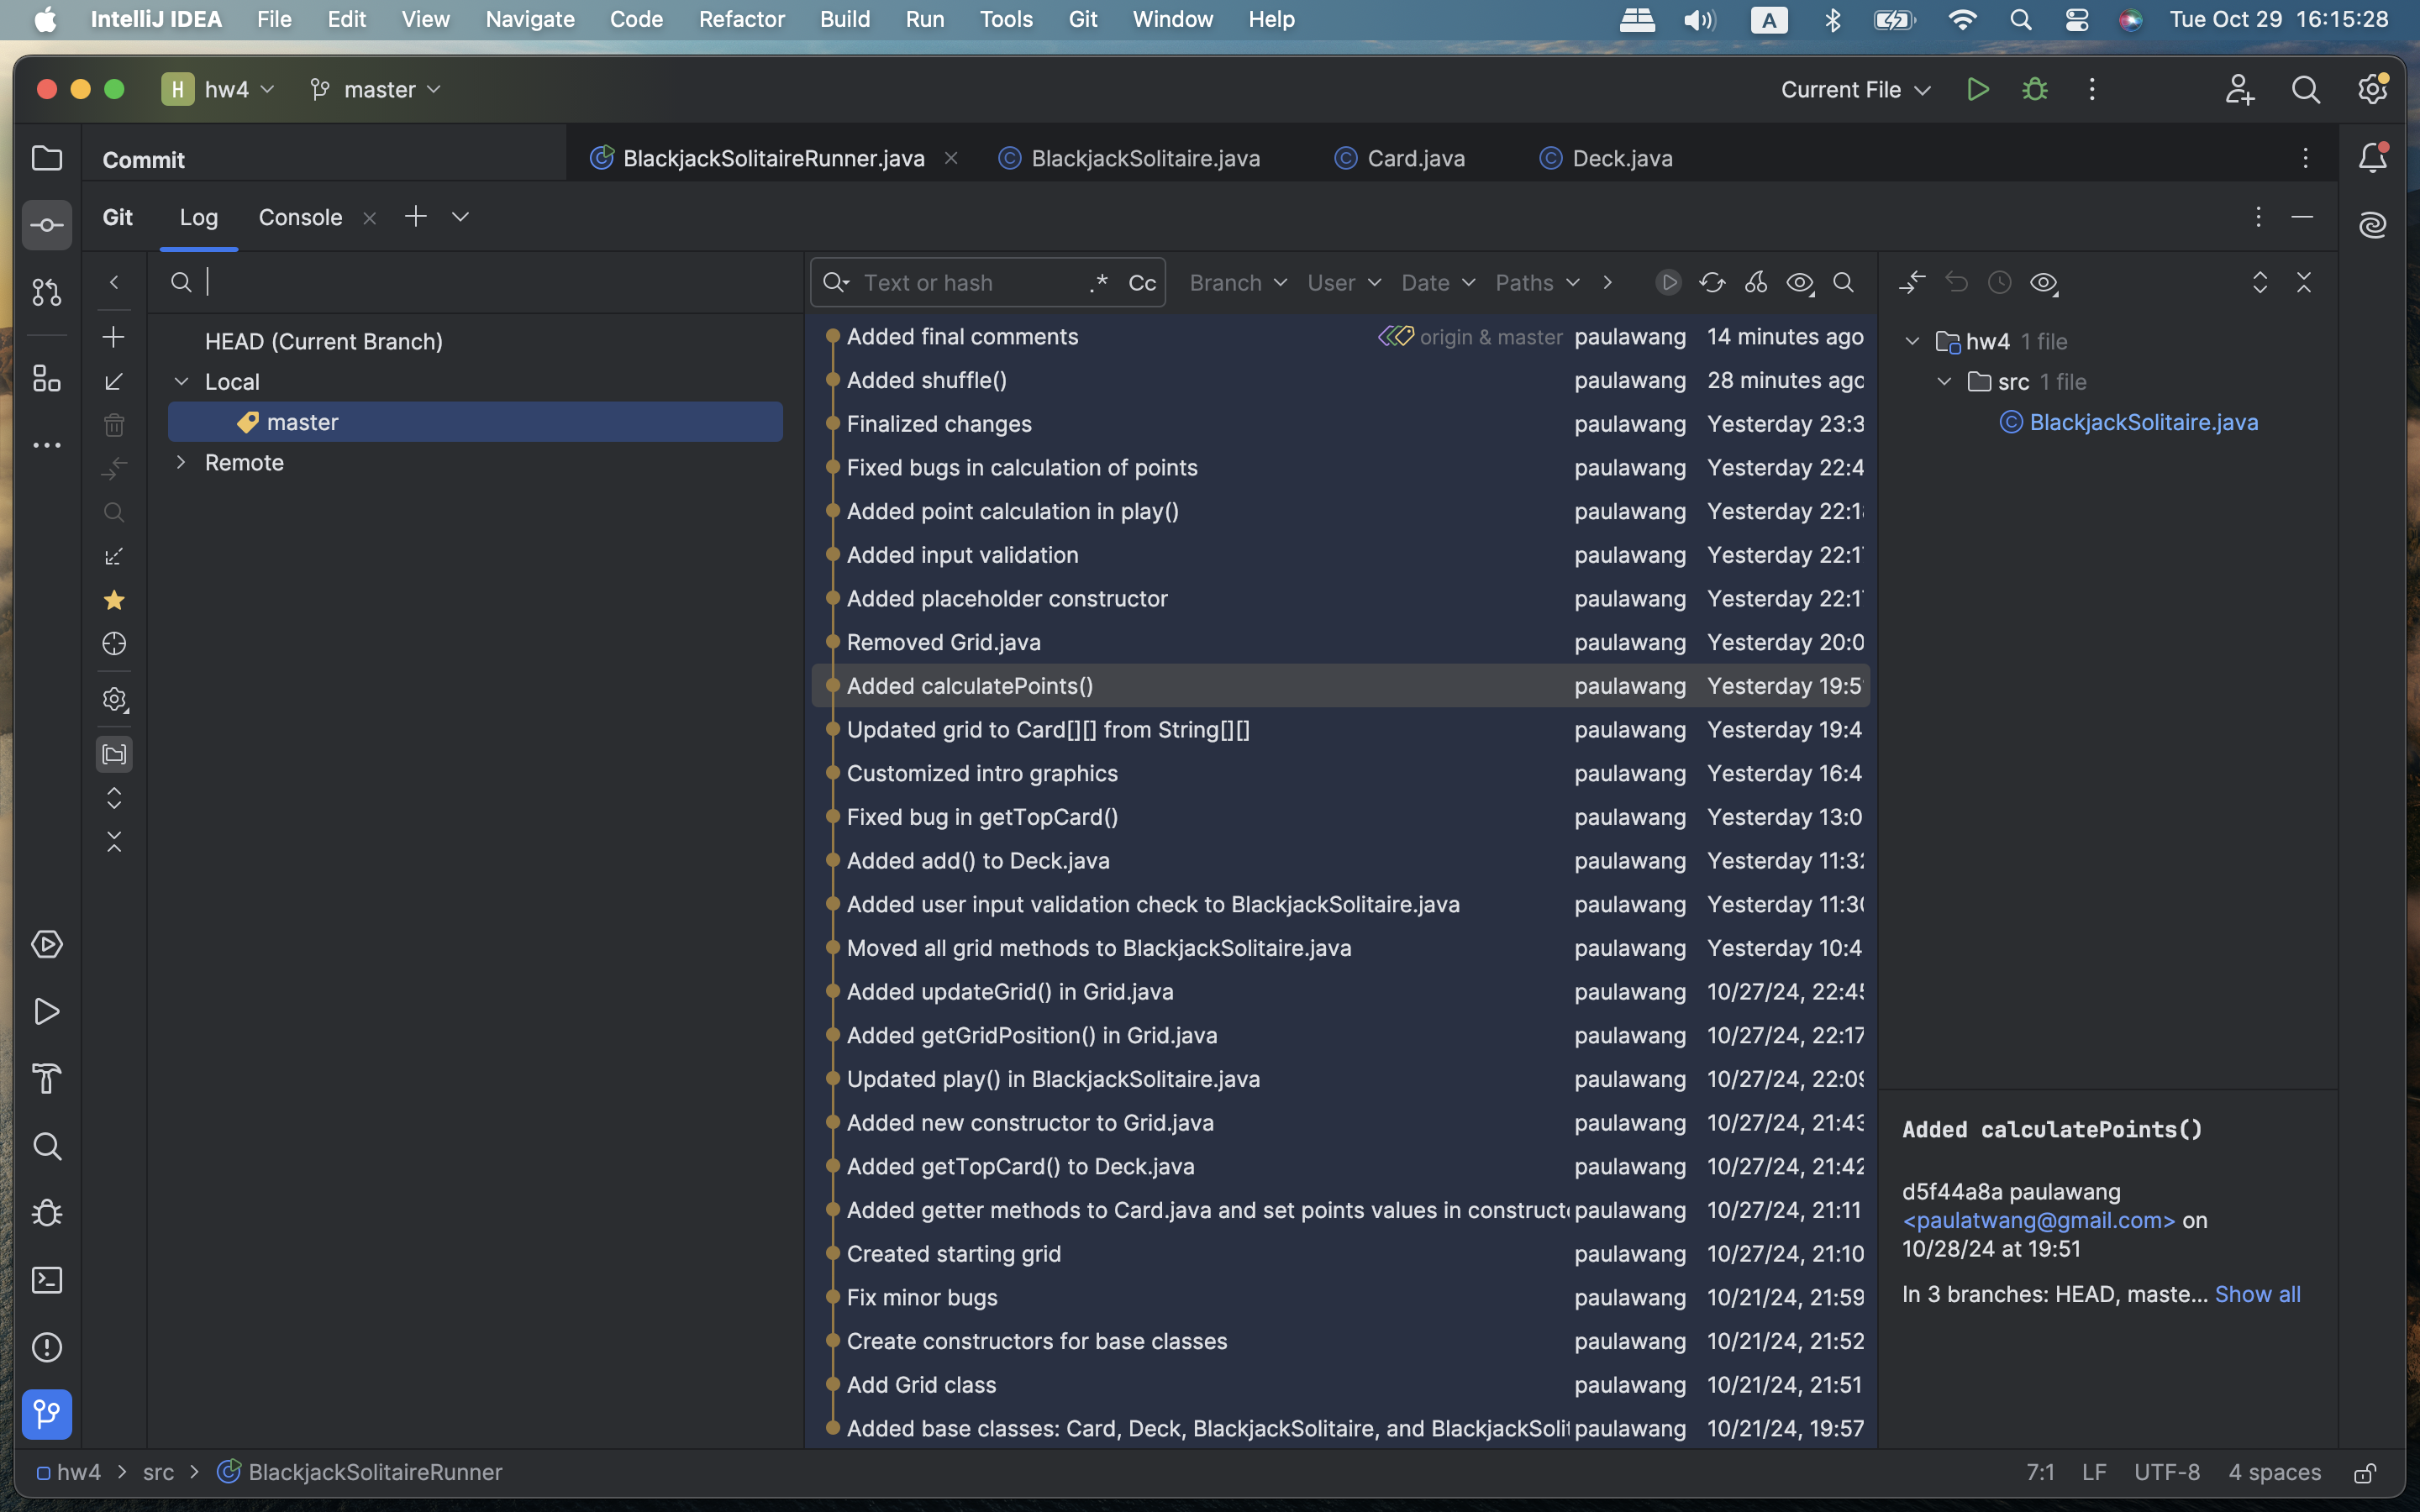 IntelliJ IDEA File Edit View Navigate Code Refactor Build Run Tools Git Window Help A Tue Oct 29 16:15:28
H hw4 master Current File
Commit BlackjackSolitaireRunner.java BlackjackSolitaire.java Card.java Deck.java
Git Log Console
Text or hash .* Cc Branch User Date Paths
HEAD (Current Branch)
Local
master
Remote
Added final comments origin & master paulawang 14 minutes ago
Added shuffle() paulawang 28 minutes ago
Finalized changes paulawang Yesterday 23:3
Fixed bugs in calculation of points paulawang Yesterday 22:4
Added point calculation in play() paulawang Yesterday 22:1
Added input validation paulawang Yesterday 22:1
Added placeholder constructor paulawang Yesterday 22:1
Removed Grid.java paulawang Yesterday 20:0
Added calculatePoints() paulawang Yesterday 19:5
Updated grid to Card[][] from String[][] paulawang Yesterday 19:4
Customized intro graphics paulawang Yesterday 16:4
Fixed bug in getTopCard() paulawang Yesterday 13:0
Added add() to Deck.java paulawang Yesterday 11:32
Added user input validation check to BlackjackSolitaire.java paulawang Yesterday 11:30
Moved all grid methods to BlackjackSolitaire.java paulawang Yesterday 10:4
Added updateGrid() in Grid.java paulawang 10/27/24, 22:45
Added getGridPosition() in Grid.java paulawang 10/27/24, 22:17
Updated play() in BlackjackSolitaire.java paulawang 10/27/24, 22:09
Added new constructor to Grid.java paulawang 10/27/24, 21:43
Added getTopCard() to Deck.java paulawang 10/27/24, 21:42
Added getter methods to Card.java and set points values in construct paulawang 10/27/24, 21:11
Created starting grid paulawang 10/27/24, 21:10
Fix minor bugs paulawang 10/21/24, 21:59
Create constructors for base classes paulawang 10/21/24, 21:52
Add Grid class paulawang 10/21/24, 21:51
Added base classes: Card, Deck, BlackjackSolitaire, and BlackjackSolit paulawang 10/21/24, 19:57
hw4 1 file
src 1 file
BlackjackSolitaire.java
Added calculatePoints()
d5f44a8a paulawang
<paulatwang@gmail.com> on
10/28/24 at 19:51
In 3 branches: HEAD, maste... Show all
hw4 > src > BlackjackSolitaireRunner 7:1 LF UTF-8 4 spaces